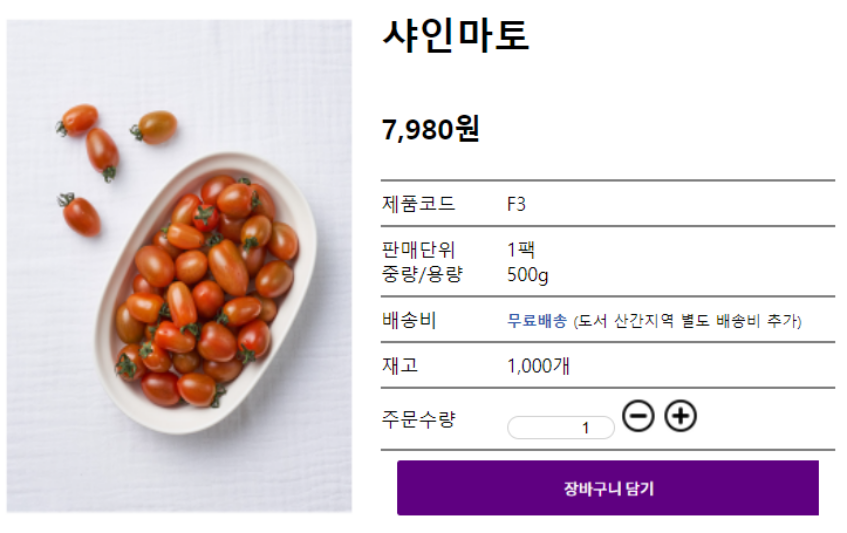 샤인마토
7,980원
제품코드 F3
판매단위 1팩
중량/용량 500g
배송비 무료배송 (도서 산간지역 별도 배송비 추가)
재고 1,000개
주문수량 1
장바구니 담기